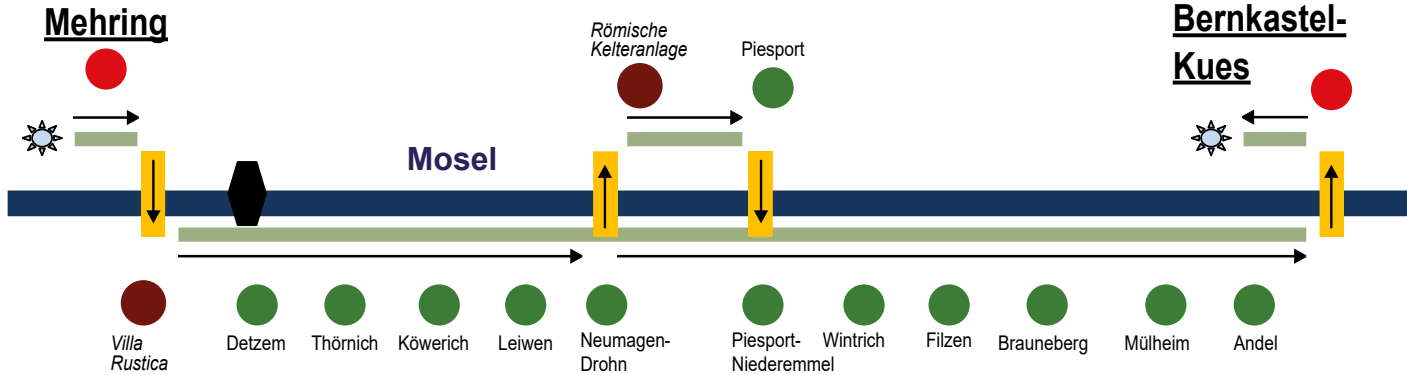 Mehring
Römische
Kelteranlage
Piesport
Bernkastel-
Kues
Mosel
Villa
Rustica
Detzem
Thörnich
Köwerich
Leiwen
Neumagen-
Drohn
Piesport-
Niederemmel
Wintrich
Filzen
Brauneberg
Mülheim
Andel